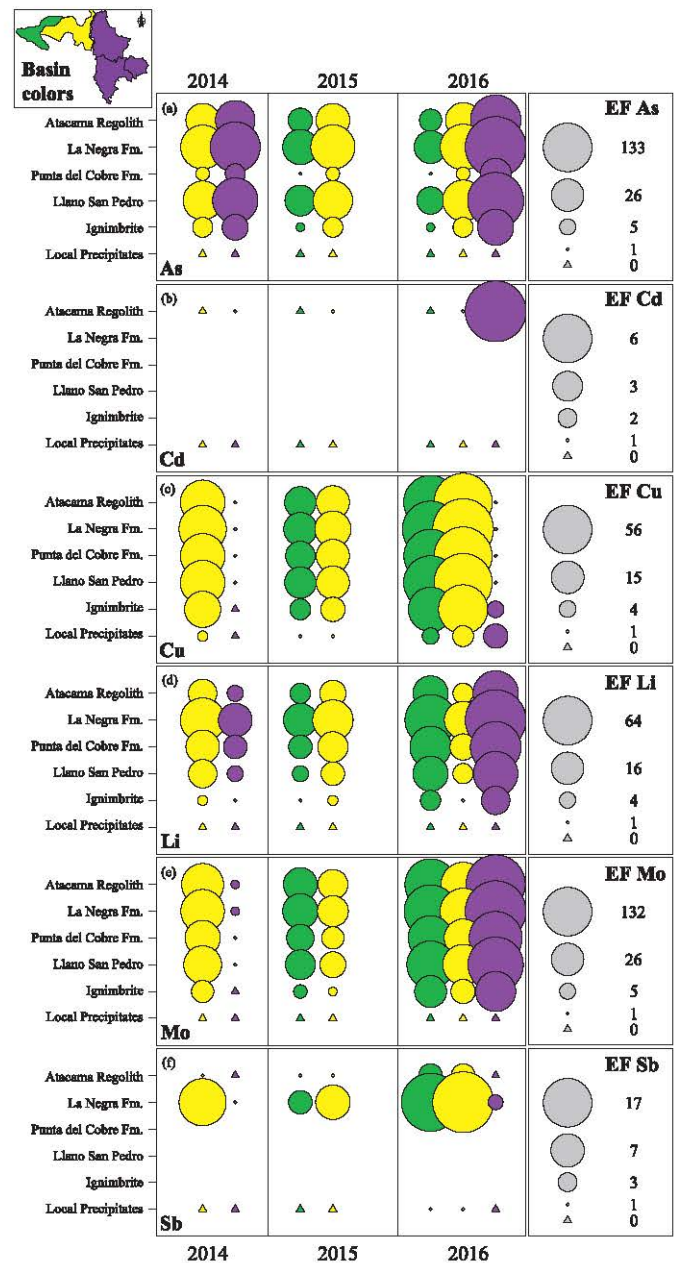 Basin
colors
2014 2015 2016
(a) EF As
Atacama Regolith
La Negra Fm. 133
Punta del Cobre Fm.
Llano San Pedro 26
Ignimbrite 5
1
Local Precipitates 0
As
(b) EF Cd
Atacama Regolith
La Negra Fm. 6
Punta del Cobre Fm.
Llano San Pedro 3
Ignimbrite 2
1
Local Precipitates 0
Cd
(c) EF Cu
Atacama Regolith
La Negra Fm. 56
Punta del Cobre Fm.
Llano San Pedro 15
Ignimbrite 4
1
Local Precipitates 0
Cu
(d) EF Li
Atacama Regolith
La Negra Fm. 64
Punta del Cobre Fm.
Llano San Pedro 16
Ignimbrite 4
1
Local Precipitates 0
Li
(e) EF Mo
Atacama Regolith
La Negra Fm. 132
Punta del Cobre Fm.
Llano San Pedro 26
Ignimbrite 5
1
Local Precipitates 0
Mo
(f) EF Sb
Atacama Regolith
La Negra Fm. 17
Punta del Cobre Fm.
Llano San Pedro 7
Ignimbrite 3
1
Local Precipitates 0
Sb
2014 2015 2016